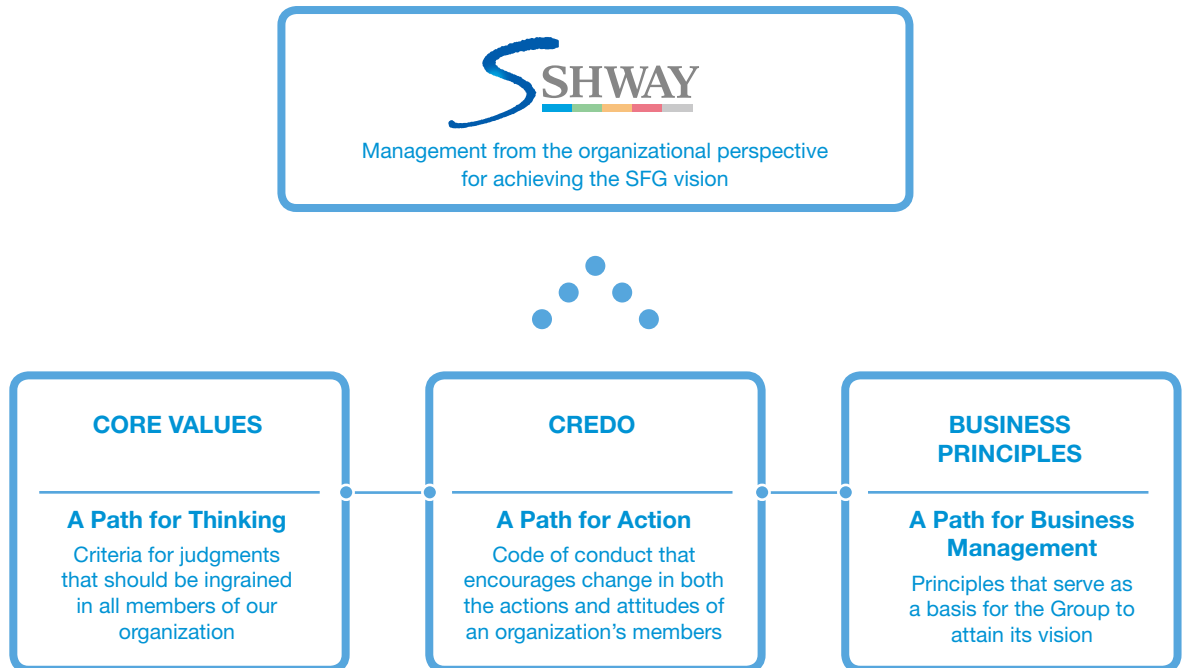 SSHWAY
Management from the organizational perspective
for achieving the SFG vision
CORE VALUES
A Path for Thinking
Criteria for judgments
that should be ingrained
in all members of our
organization
CREDO
A Path for Action
Code of conduct that
encourages change in both
the actions and attitudes of
an organization's members
BUSINESS
PRINCIPLES
A Path for Business
Management
Principles that serve as
a basis for the Group to
attain its vision